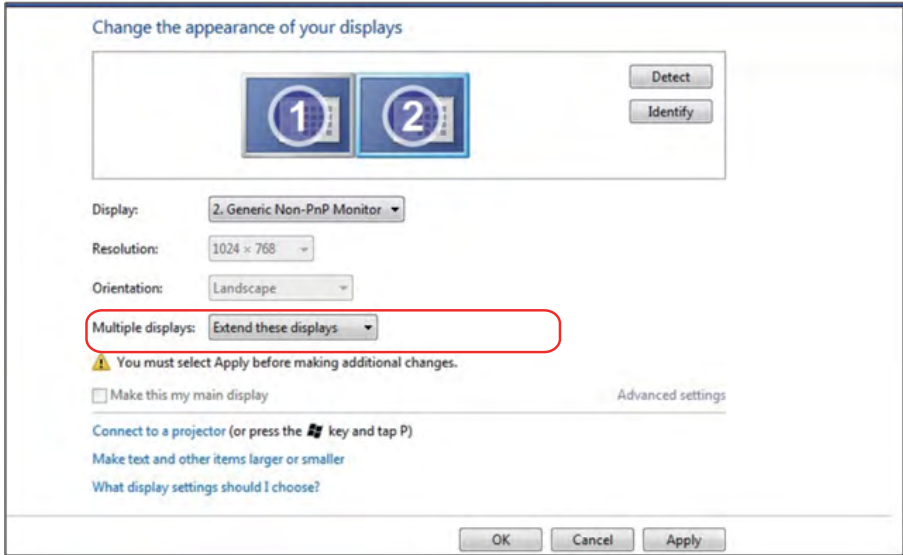 Change the appearance of your displays
1 2
Detect
Identify
Display: 2. Generic Non-PnP Monitor
Resolution: 1024 × 768
Orientation: Landscape
Multiple displays: Extend these displays
You must select Apply before making additional changes.
Make this my main display Advanced settings
Connect to a projector (or press the key and tap P)
Make text and other items larger or smaller
What display settings should I choose?
OK Cancel Apply